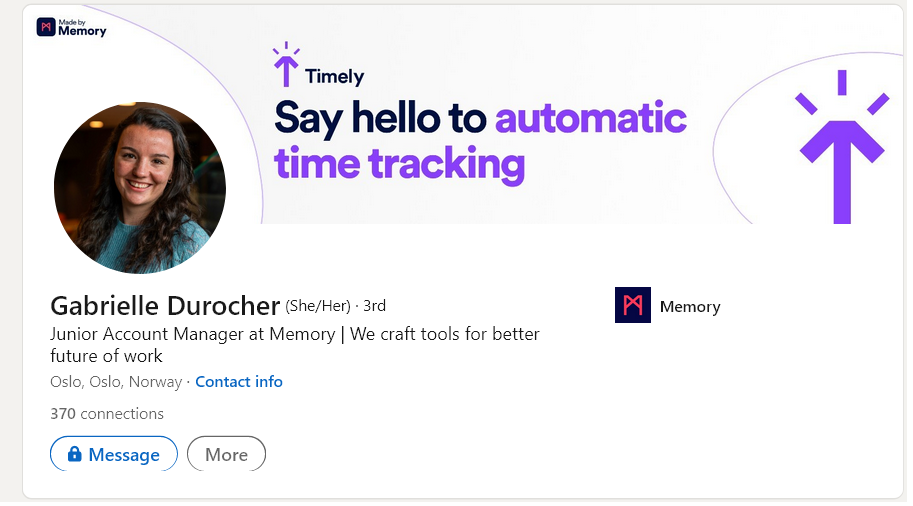 Made by
Memory
Timely
Say hello to automatic
time tracking
Gabrielle Durocher (She/Her) · 3rd
Memory
Junior Account Manager at Memory | We craft tools for better
future of work
Oslo, Oslo, Norway · Contact info
370 connections
Message
More